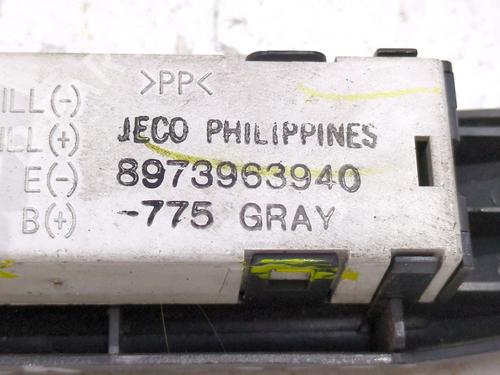 >PP<
ILL(-)
ILL(+)
E(-)
B(+)
JECO PHILIPPINES
8973963940
-775 GRAY